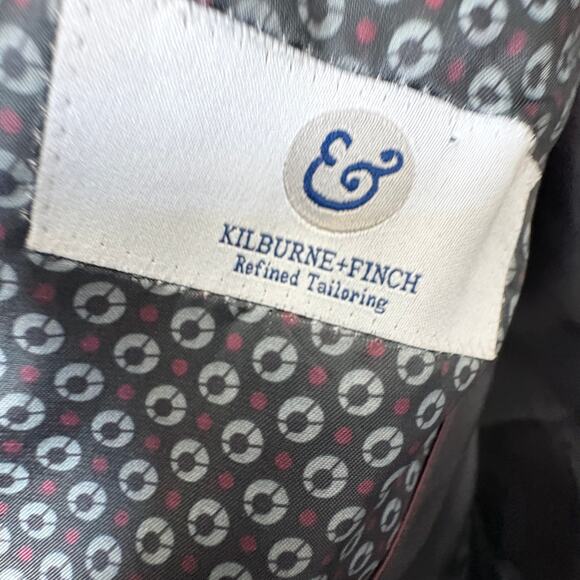 &
KILBURNE+FINCH
Refined Tailoring